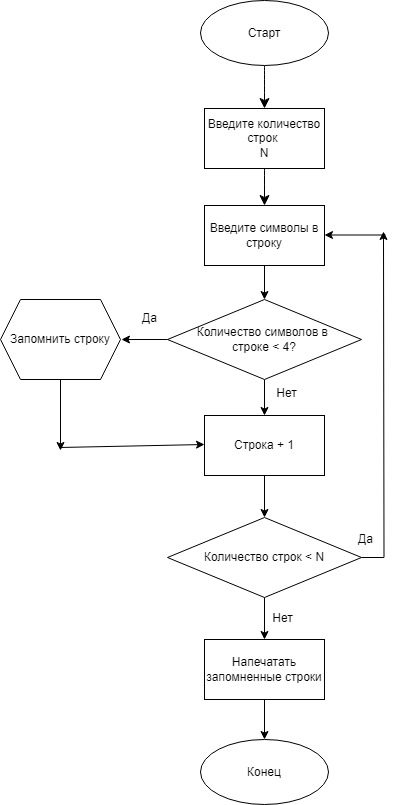 Старт
Введите количество
строк
N
Введите символы в
строку
Количество символов в
строке < 4?
Да
Запомнить строку
Нет
Строка + 1
Количество строк < N
Да
Нет
Напечатать
запомненные строки
Конец